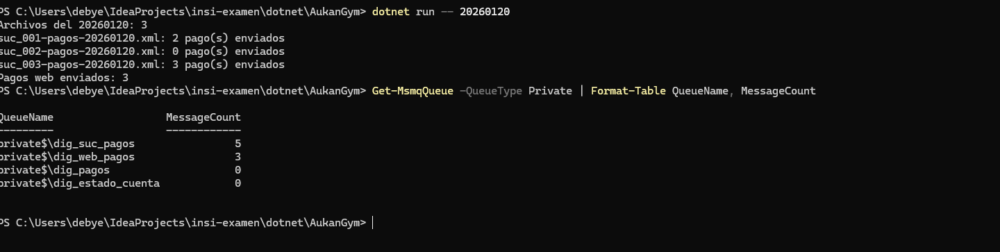 PS C:\Users\debye\IdeaProjects\insi-examen\dotnet\AukanGym> dotnet run -- 20260120
Archivos del 20260120: 3
suc_001-pagos-20260120.xml: 2 pago(s) enviados
suc_002-pagos-20260120.xml: 0 pago(s) enviados
suc_003-pagos-20260120.xml: 3 pago(s) enviados
Pagos web enviados: 3
PS C:\Users\debye\IdeaProjects\insi-examen\dotnet\AukanGym> Get-MsmqQueue -QueueType Private | Format-Table QueueName, MessageCount
QueueName                  MessageCount
---------                  ------------
private$\dig_suc_pagos                5
private$\dig_web_pagos                3
private$\dig_pagos                    0
private$\dig_estado_cuenta            0
PS C:\Users\debye\IdeaProjects\insi-examen\dotnet\AukanGym>